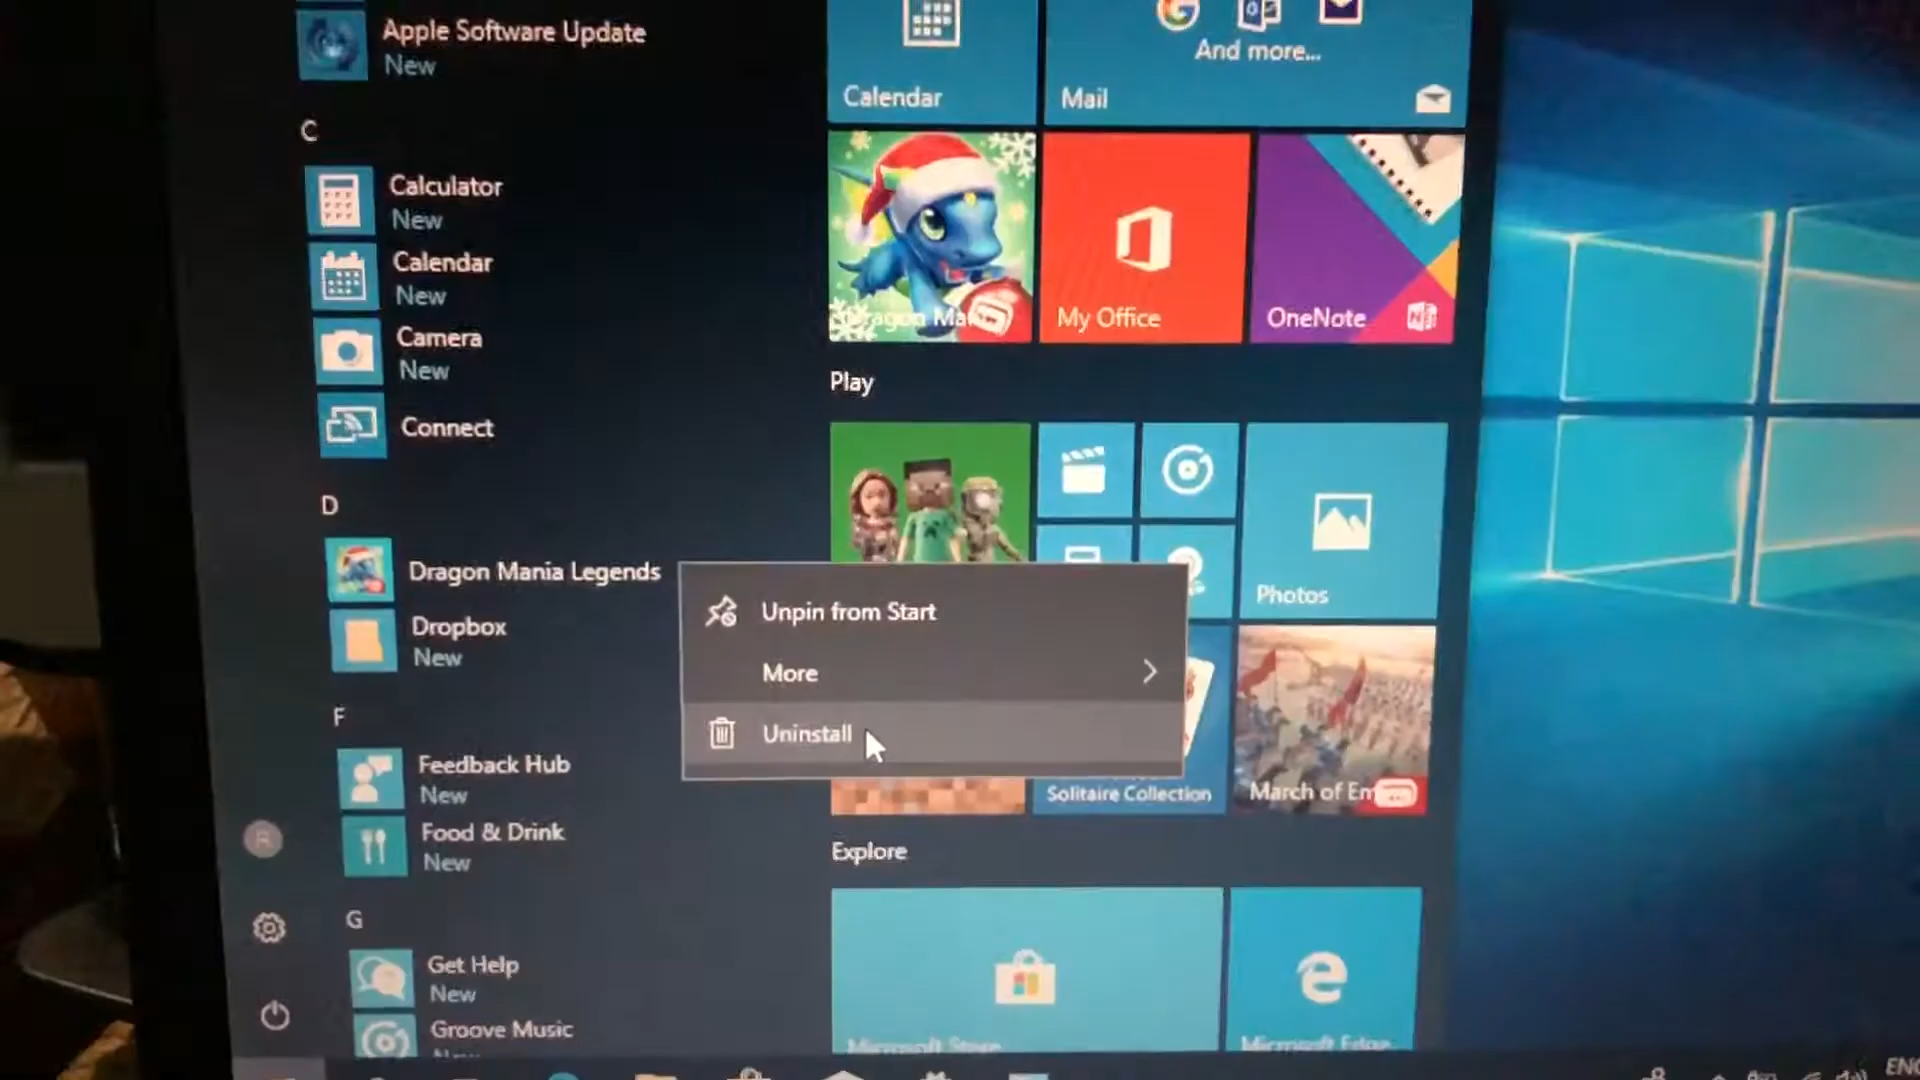 Apple Software Update
New
C
Calculator
New
Calendar
New
Camera
New
Connect
D
Dragon Mania Legends
Dropbox
New
F
Feedback Hub
New
Food & Drink
New
G
Get Help
New
Groove Music
R
And more...
Calendar
Mail
Dragon Ma
My Office
OneNote
N
Play
Photos
Unpin from Start
More
Uninstall
Solitaire Collection
March of Em
Explore
Microsoft Store
Microsoft Edge
ENG